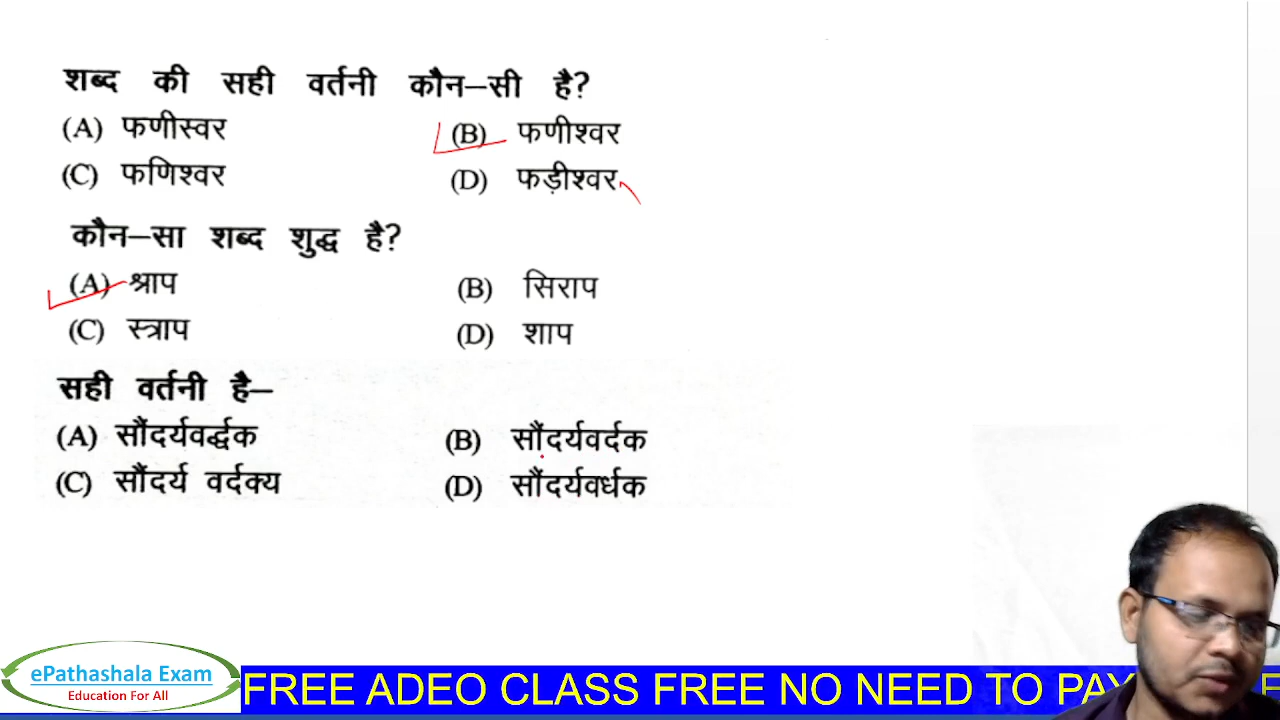 शब्द की सही वर्तनी कौन–सी है?
(A) फणीस्वर (B) फणीश्वर
(C) फणिश्वर (D) फड़ीश्वर
कौन–सा शब्द शुद्ध है?
(A) श्राप (B) सिराप
(C) स्त्राप (D) शाप
सही वर्तनी है–
(A) सौंदर्यवर्द्धक (B) सौंदर्यवर्दक
(C) सौंदर्य वर्दक्य (D) सौंदर्यवर्धक
ePathashala Exam
Education For All
FREE ADEO CLASS FREE NO NEED TO PAY